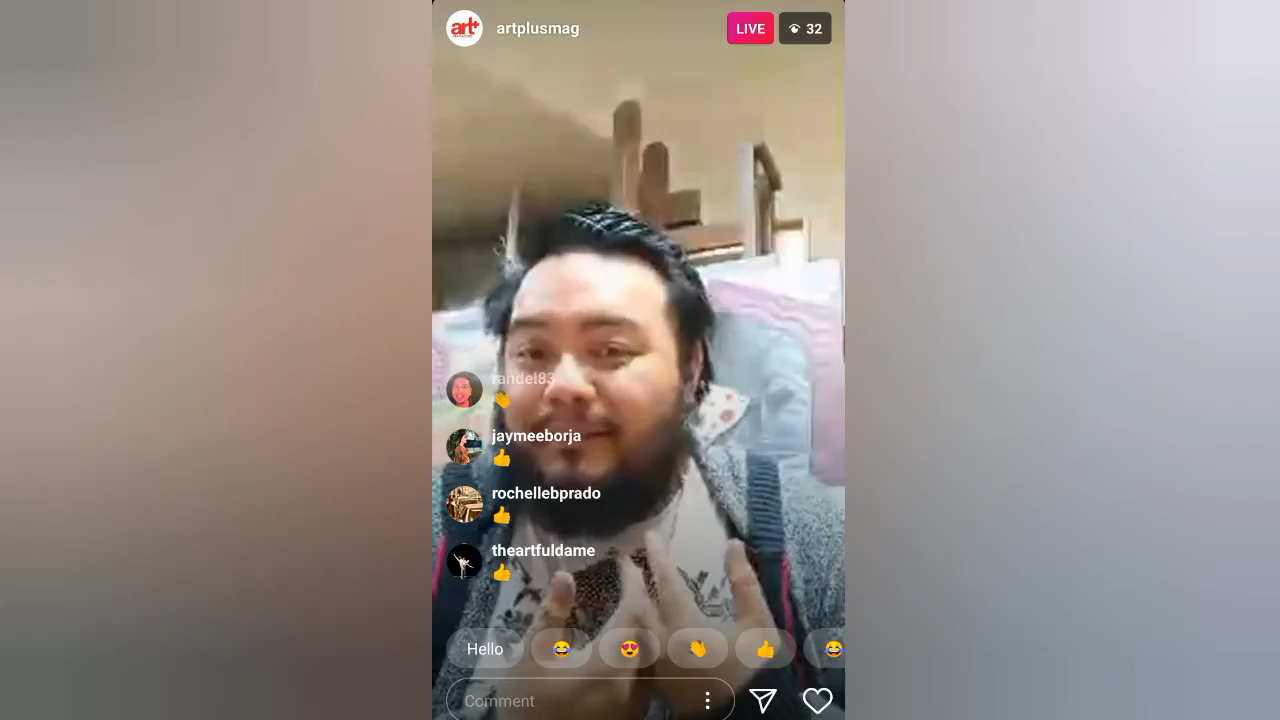 art+
artplusmag
LIVE
32
randel83
jaymeeborja
rochellebprado
theartfuldame
Hello
Comment